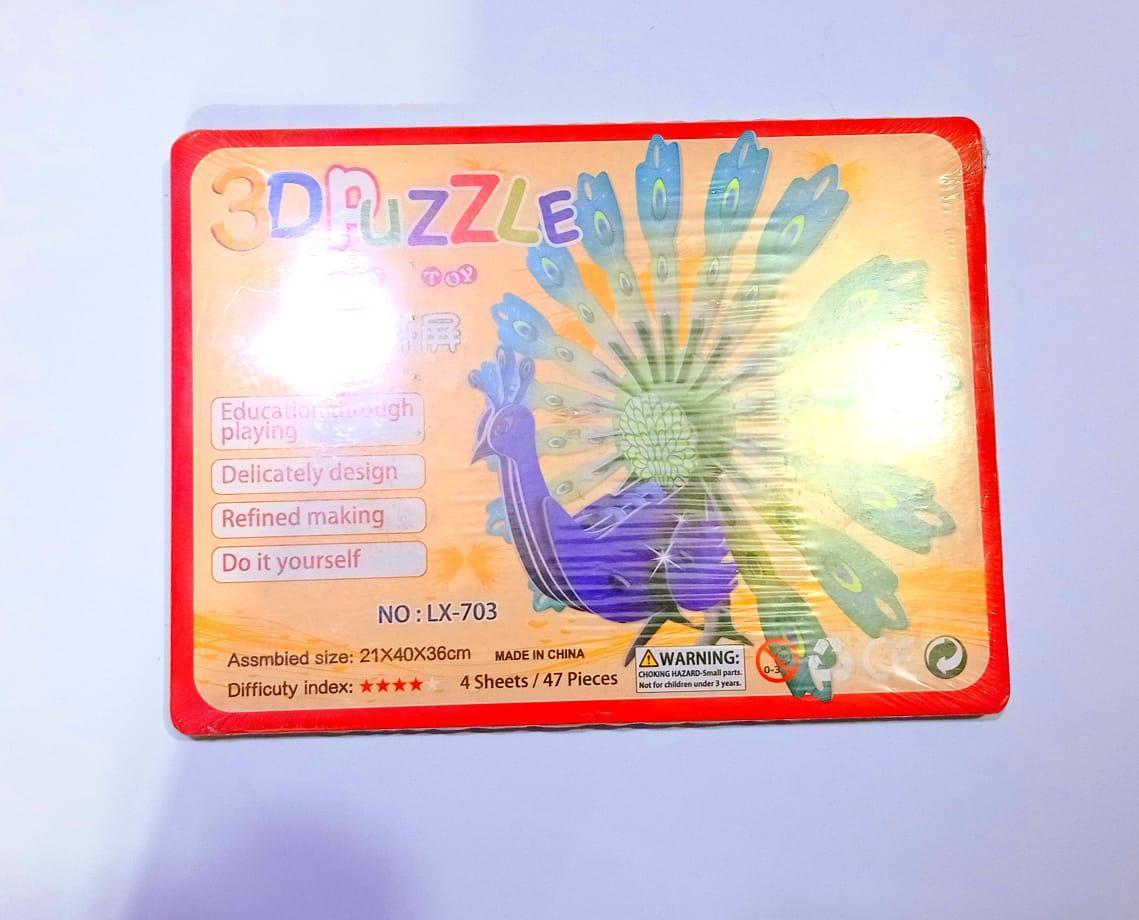 3D PUZZLE
TOY
屏
Education through
playing
Delicately design
Refined making
Do it yourself
NO : LX-703
Assmbied size: 21X40X36cm
MADE IN CHINA
Difficuty index: ★★★★★
4 Sheets / 47 Pieces
WARNING:
CHOKING HAZARD-Small parts.
Not for children under 3 years.
0-3
CE